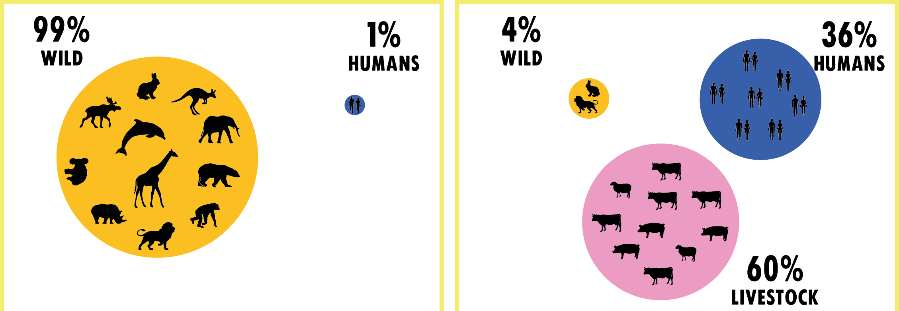 99%
WILD
1%
HUMANS
4%
WILD
36%
HUMANS
60%
LIVESTOCK